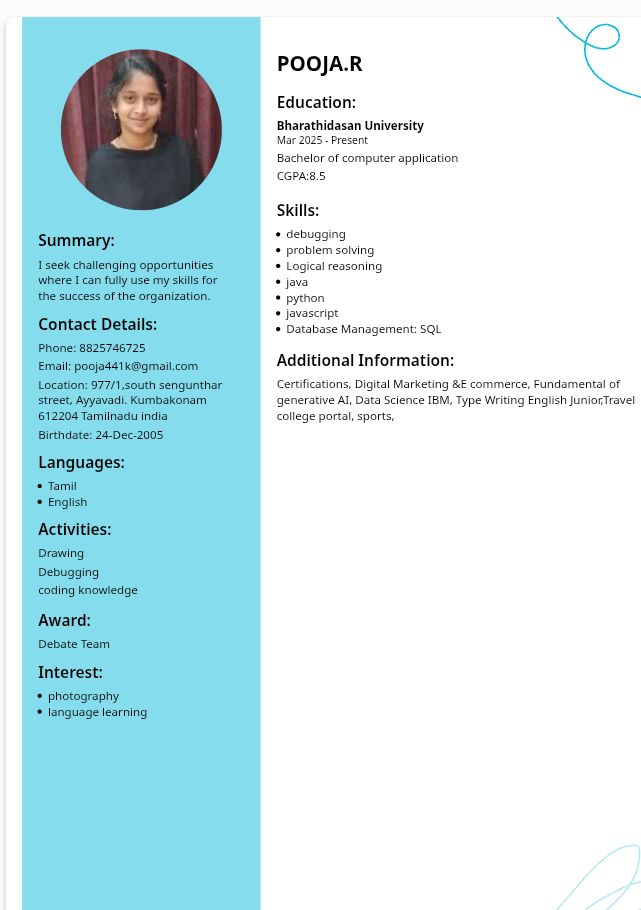 POOJA.R
Education:
Bharathidasan University
Mar 2025 - Present
Bachelor of computer application
CGPA:8.5
Skills:
debugging
problem solving
Logical reasoning
java
python
javascript
Database Management: SQL
Additional Information:
Certifications, Digital Marketing &E commerce, Fundamental of
generative AI, Data Science IBM, Type Writing English Junior,Travel
college portal, sports,
Summary:
I seek challenging opportunities
where I can fully use my skills for
the success of the organization.
Contact Details:
Phone: 8825746725
Email: pooja441k@gmail.com
Location: 977/1,south sengunthar
street, Ayyavadi. Kumbakonam
612204 Tamilnadu india
Birthdate: 24-Dec-2005
Languages:
Tamil
English
Activities:
Drawing
Debugging
coding knowledge
Award:
Debate Team
Interest:
photography
language learning